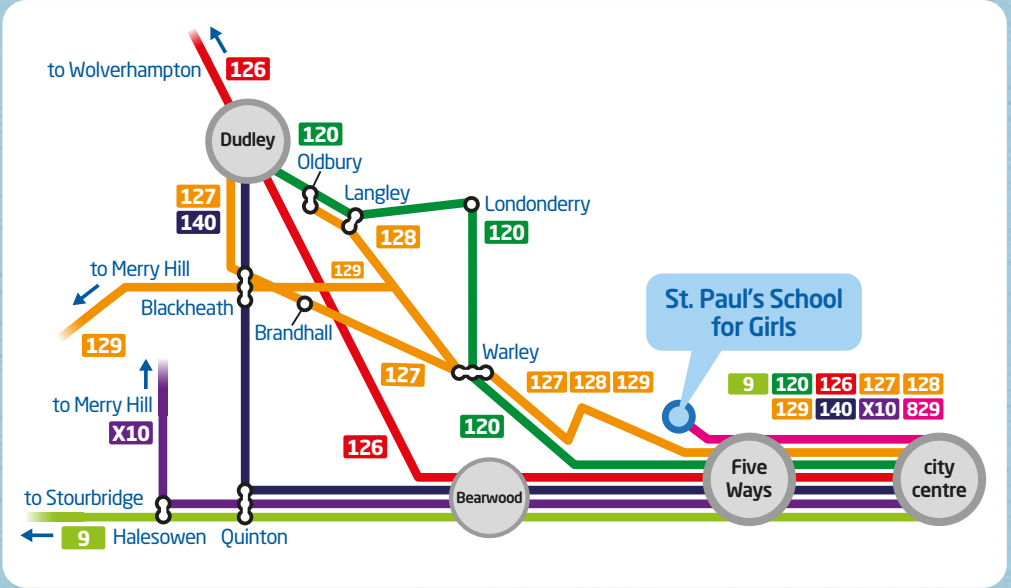 to Wolverhampton
126
Dudley
120
Oldbury
Langley
127
140
128
Londonderry
120
to Merry Hill
129
Blackheath
Brandhall
129
127
Warley
127 128 129
St. Paul's School
for Girls
9 120 126 127 128
129 140 X10 829
to Merry Hill
X10
126
120
Five
Ways
city
centre
Bearwood
to Stourbridge
9
Halesowen
Quinton